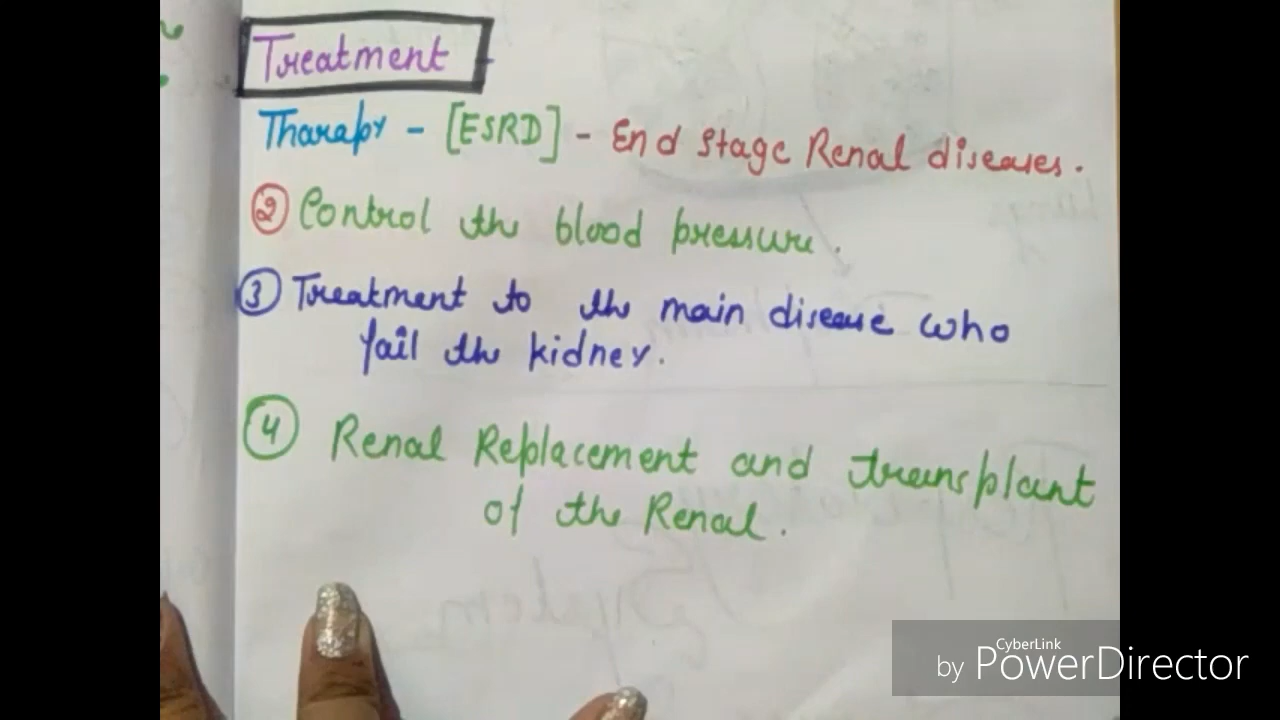 Treatment -
Tharapy - [ESRD] - End Stage Renal diseases.
② Control the blood pressure.
③ Treatment to the main disease who
fail the kidney.
④ Renal Replacement and transplant
of the Renal.
CyberLink
by PowerDirector